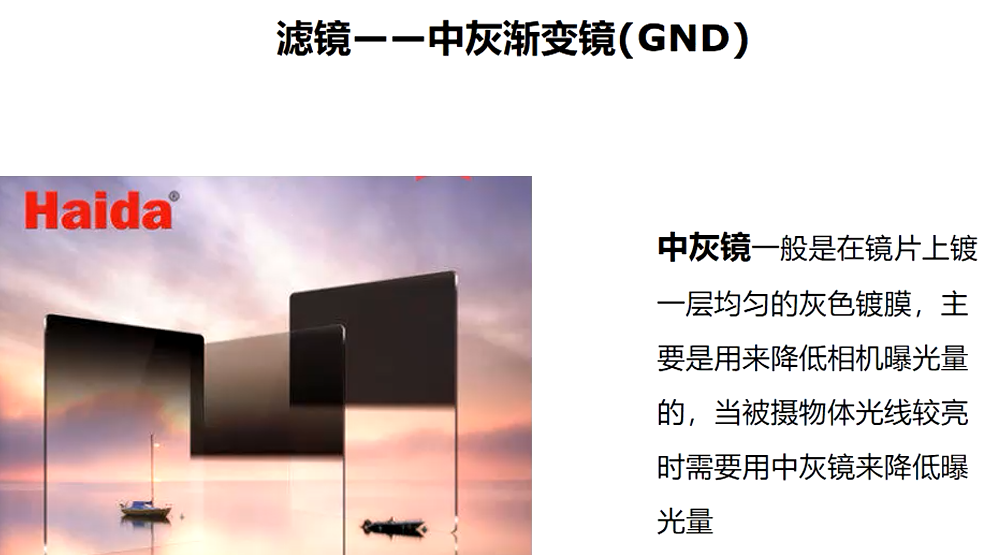 滤镜——中灰渐变镜(GND)
Haida®
中灰镜一般是在镜片上镀
一层均匀的灰色镀膜，主
要是用来降低相机曝光量
的，当被摄物体光线较亮
时需要用中灰镜来降低曝
光量